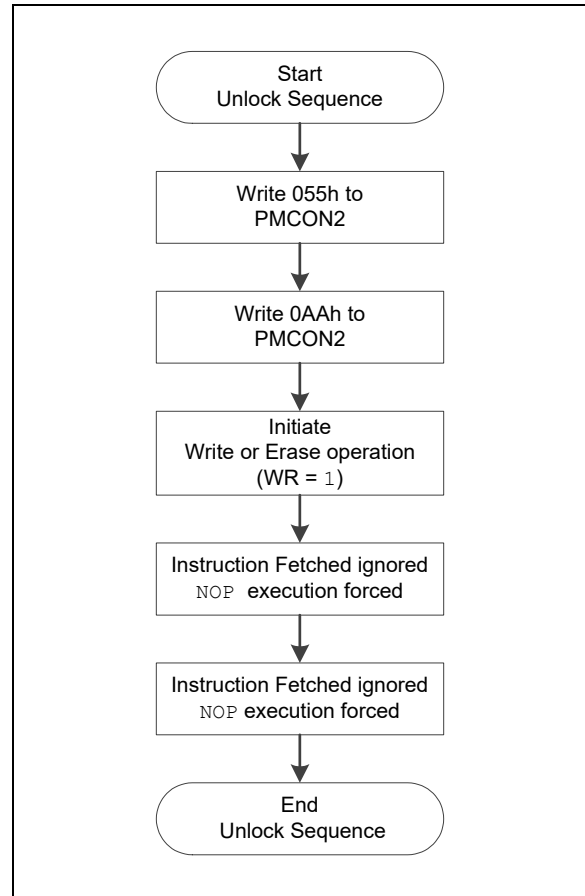 Start
Unlock Sequence
Write 055h to
PMCON2
Write 0AAh to
PMCON2
Initiate
Write or Erase operation
(WR = 1)
Instruction Fetched ignored
NOP execution forced
Instruction Fetched ignored
NOP execution forced
End
Unlock Sequence